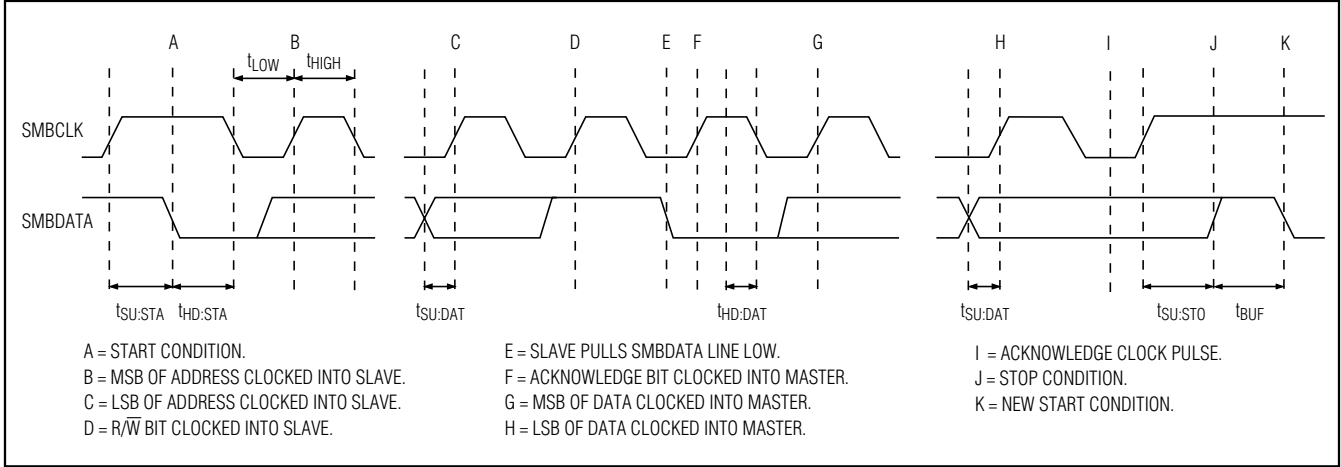 A B C D E F G H I J K
tLOW tHIGH
SMBCLK
SMBDATA
tSU:STA tHD:STA tSU:DAT tHD:DAT tSU:DAT tSU:STO tBUF
A = START CONDITION.
B = MSB OF ADDRESS CLOCKED INTO SLAVE.
C = LSB OF ADDRESS CLOCKED INTO SLAVE.
D = R/W̅ BIT CLOCKED INTO SLAVE.
E = SLAVE PULLS SMBDATA LINE LOW.
F = ACKNOWLEDGE BIT CLOCKED INTO MASTER.
G = MSB OF DATA CLOCKED INTO MASTER.
H = LSB OF DATA CLOCKED INTO MASTER.
I = ACKNOWLEDGE CLOCK PULSE.
J = STOP CONDITION.
K = NEW START CONDITION.